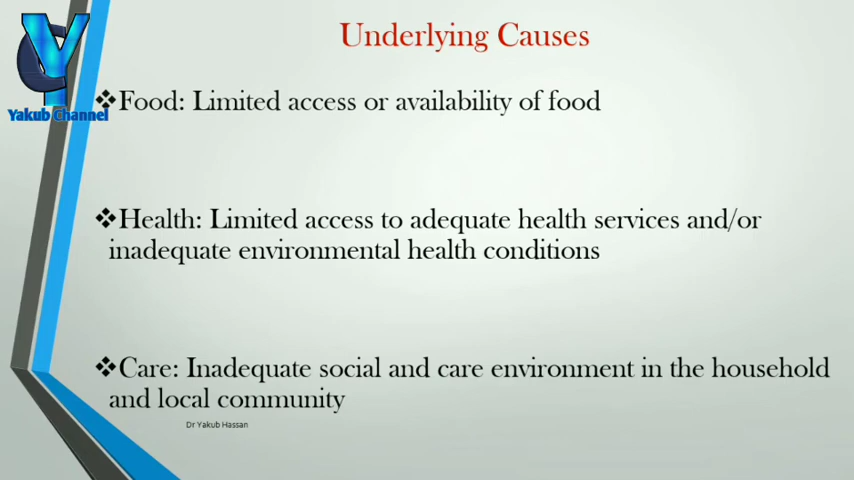 Underlying Causes
Yakub Channel
❖Food: Limited access or availability of food
❖Health: Limited access to adequate health services and/or
inadequate environmental health conditions
❖Care: Inadequate social and care environment in the household
and local community
Dr Yakub Hassan